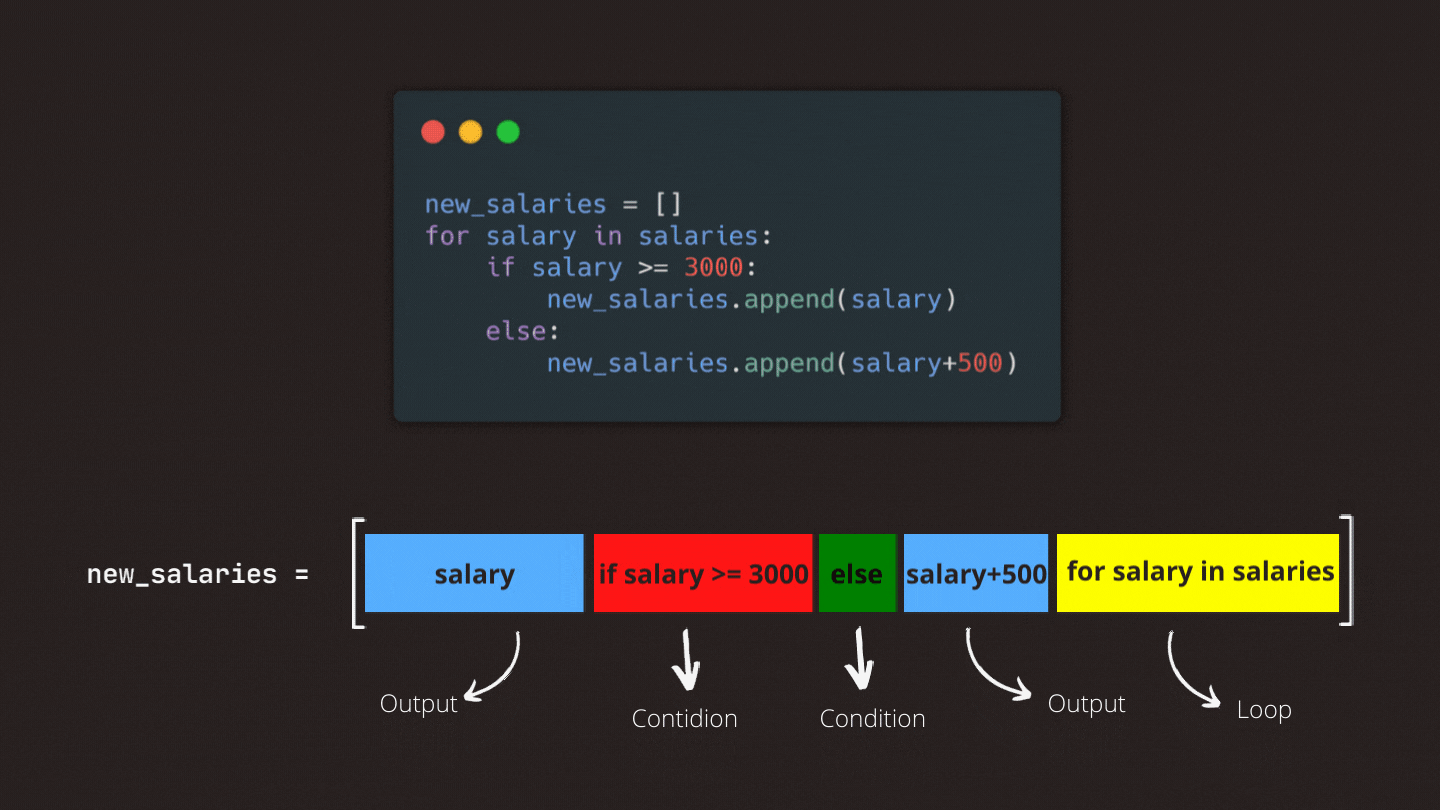 new_salaries = []
for salary in salaries:
    if salary >= 3000:
        new_salaries.append(salary)
    else:
        new_salaries.append(salary+500)
new_salaries = [ salary if salary >= 3000 else salary+500 for salary in salaries ]
Output Contidion Condition Output Loop